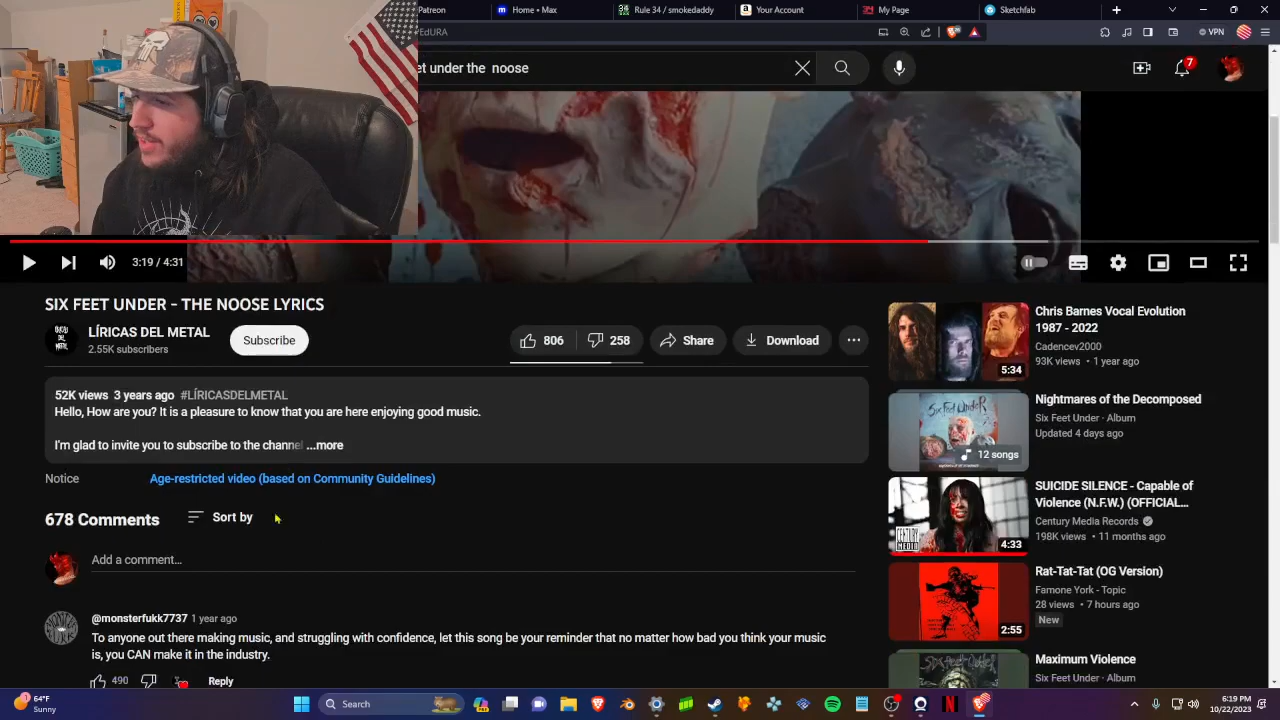 Patreon
Home • Max
Rule 34 / smokedaddy
Your Account
My Page
Sketchfab
EdURA
VPN
et under the noose
7
3:19 / 4:31
SIX FEET UNDER - THE NOOSE LYRICS
LÍRICAS DEL METAL
2.55K subscribers
Subscribe
806
258
Share
Download
52K views 3 years ago #LÍRICASDELMETAL
Hello, How are you? It is a pleasure to know that you are here enjoying good music.
I'm glad to invite you to subscribe to the channel ...more
Notice
Age-restricted video (based on Community Guidelines)
678 Comments
Sort by
Add a comment...
@monsterfukk7737 1 year ago
To anyone out there making music, and struggling with confidence, let this song be your reminder that no matter how bad you think your music
is, you CAN make it in the industry.
490
Reply
Chris Barnes Vocal Evolution
1987 - 2022
Cadencev2000
93K views • 1 year ago
5:34
Nightmares of the Decomposed
Six Feet Under · Album
Updated 4 days ago
12 songs
SUICIDE SILENCE - Capable of
Violence (N.F.W.) (OFFICIAL...
Century Media Records
198K views • 11 months ago
4:33
Rat-Tat-Tat (OG Version)
Famone York - Topic
28 views • 7 hours ago
New
2:55
Maximum Violence
Six Feet Under · Album
64°F
Sunny
Search
6:19 PM
10/22/2023